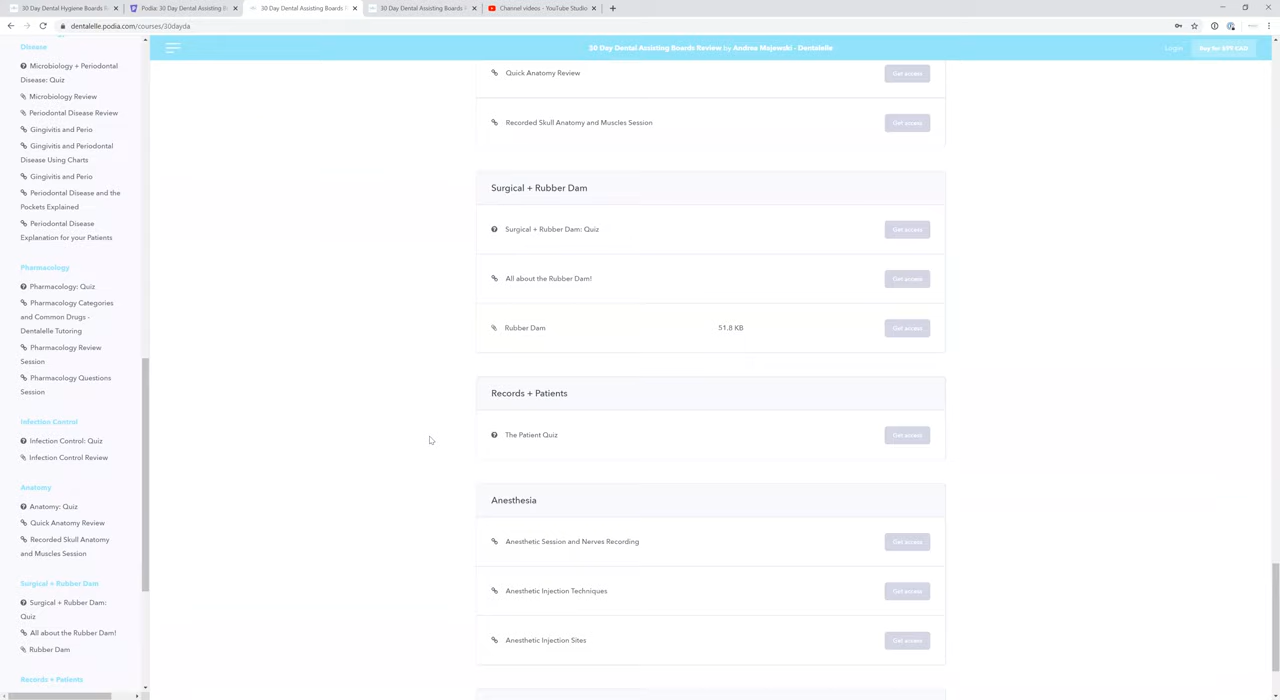 30 Day Dental Hygiene Boards R
Podia: 30 Day Dental Assisting B
30 Day Dental Assisting Boards R
30 Day Dental Assisting Boards R
Channel videos - YouTube Studio
dentalelle.podia.com/courses/30dayda
30 Day Dental Assisting Boards Review by Andrea Majewski - Dentalelle
Login
Disease
Microbiology + Periodontal
Disease: Quiz
Microbiology Review
Periodontal Disease Review
Gingivitis and Perio
Gingivitis and Periodontal
Disease Using Charts
Gingivitis and Perio
Periodontal Disease and the
Pockets Explained
Periodontal Disease
Explanation for your Patients
Pharmacology
Pharmacology: Quiz
Pharmacology Categories
and Common Drugs -
Dentalelle Tutoring
Pharmacology Review
Session
Pharmacology Questions
Session
Infection Control
Infection Control: Quiz
Infection Control Review
Anatomy
Anatomy: Quiz
Quick Anatomy Review
Recorded Skull Anatomy
and Muscles Session
Surgical + Rubber Dam
Surgical + Rubber Dam:
Quiz
All about the Rubber Dam!
Rubber Dam
Records + Patients
Quick Anatomy Review Get access
Recorded Skull Anatomy and Muscles Session Get access
Surgical + Rubber Dam
Surgical + Rubber Dam: Quiz Get access
All about the Rubber Dam! Get access
Rubber Dam 51.8 KB Get access
Records + Patients
The Patient Quiz Get access
Anesthesia
Anesthetic Session and Nerves Recording Get access
Anesthetic Injection Techniques Get access
Anesthetic Injection Sites Get access